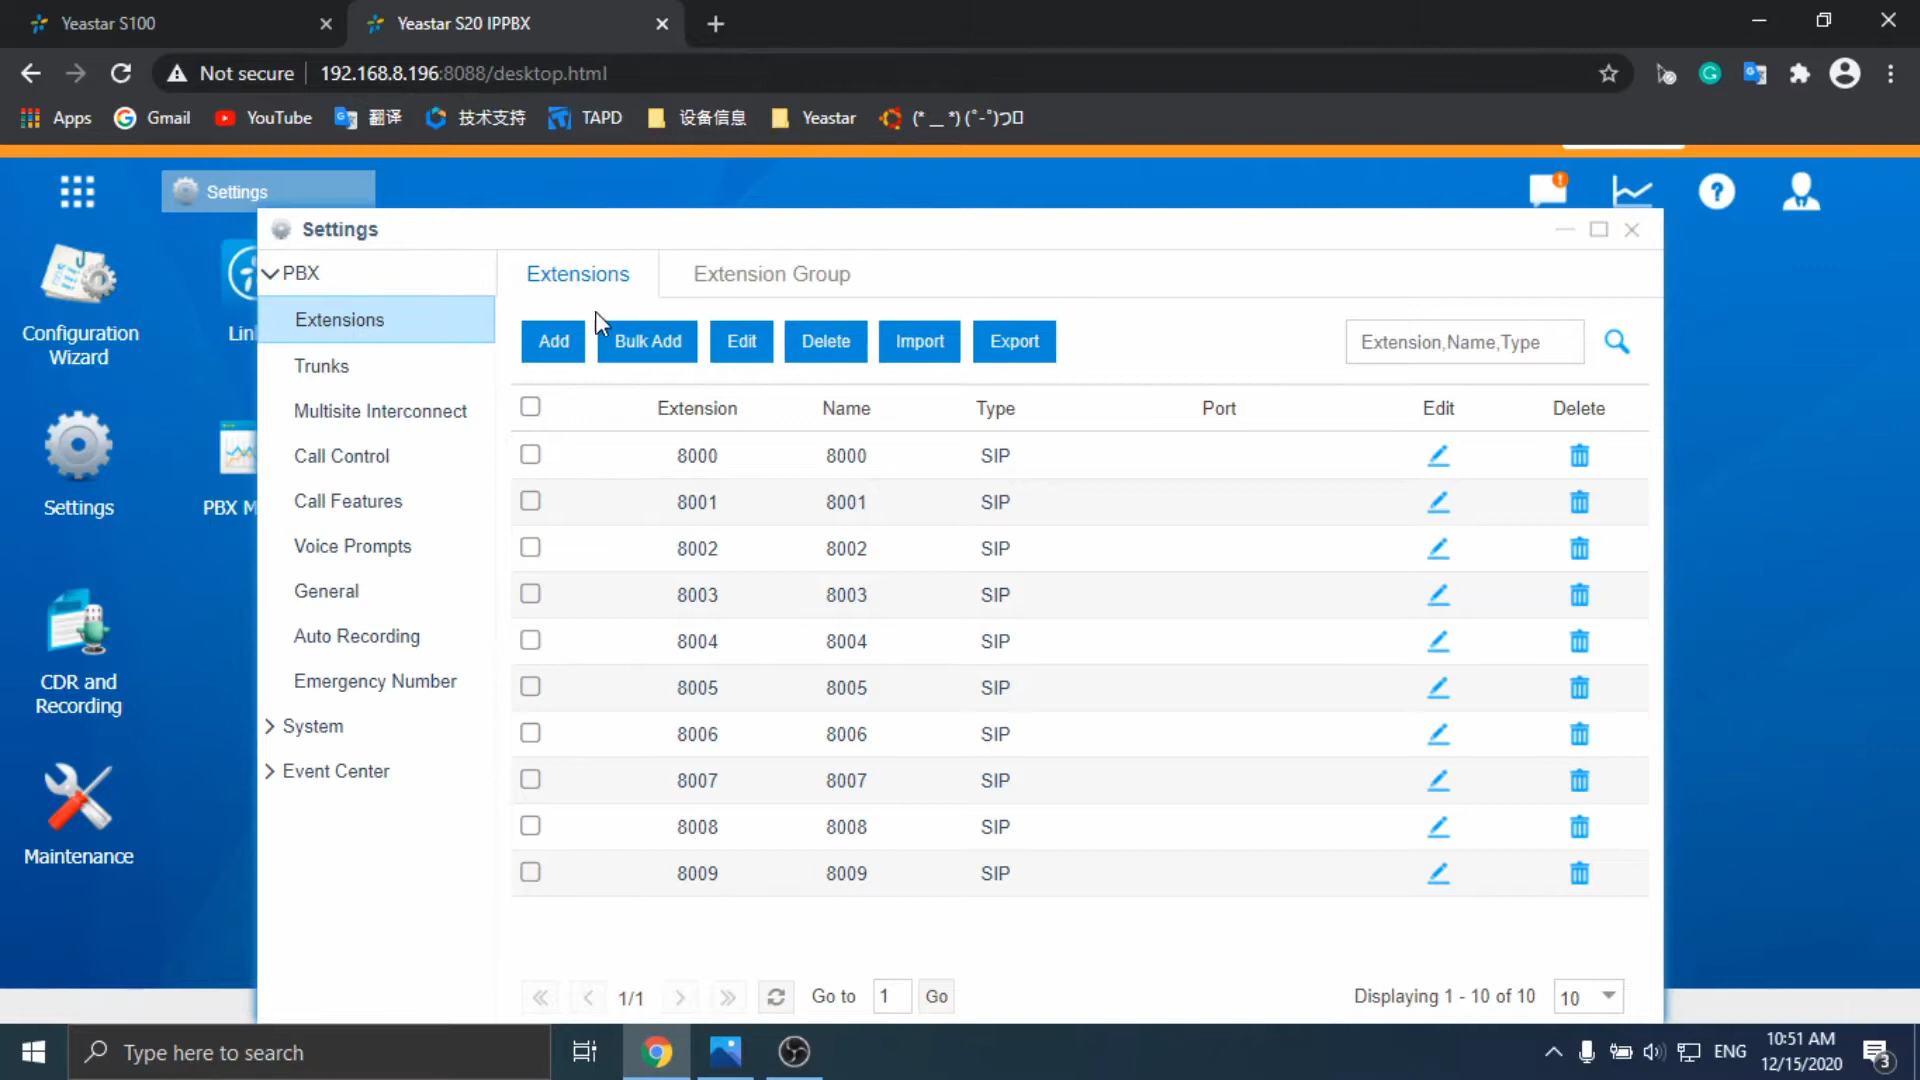 Yeastar S100
Yeastar S20 IPPBX
Not secure 192.168.8.196:8088/desktop.html
Apps Gmail YouTube 翻译 技术支持 TAPD 设备信息 Yeastar
Settings
Configuration
Wizard
Lin
Settings
PBX M
CDR and
Recording
Maintenance
Settings
PBX
Extensions
Trunks
Multisite Interconnect
Call Control
Call Features
Voice Prompts
General
Auto Recording
Emergency Number
System
Event Center
Extensions Extension Group
Add Bulk Add Edit Delete Import Export Extension,Name,Type
Extension Name Type Port Edit Delete
8000 8000 SIP
8001 8001 SIP
8002 8002 SIP
8003 8003 SIP
8004 8004 SIP
8005 8005 SIP
8006 8006 SIP
8007 8007 SIP
8008 8008 SIP
8009 8009 SIP
1/1 Go to 1 Go Displaying 1 - 10 of 10 10
Type here to search
ENG
10:51 AM
12/15/2020
3